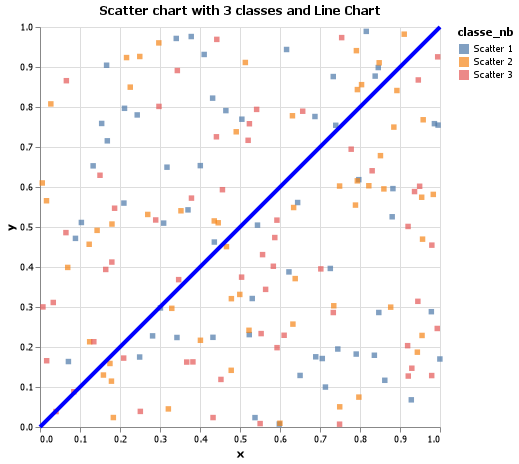 Scatter chart with 3 classes and Line Chart
classe_nb
Scatter 1
Scatter 2
Scatter 3
y
1.0
0.9
0.8
0.7
0.6
0.5
0.4
0.3
0.2
0.1
0.0
0.0 0.1 0.2 0.3 0.4 0.5 0.6 0.7 0.8 0.9 1.0
x